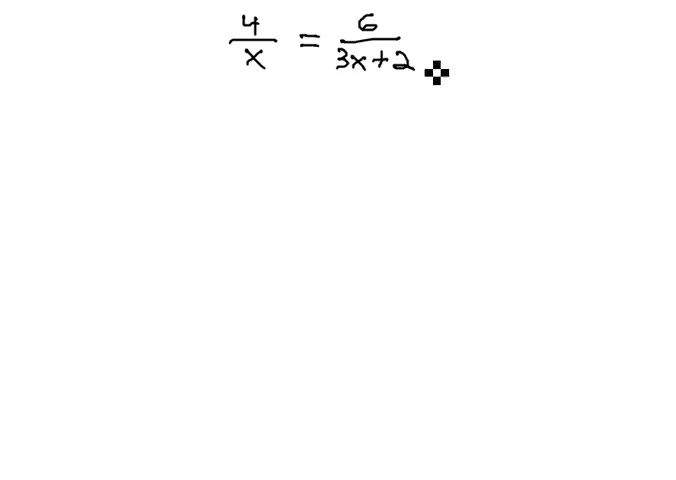 4/x = 6/(3x+2)